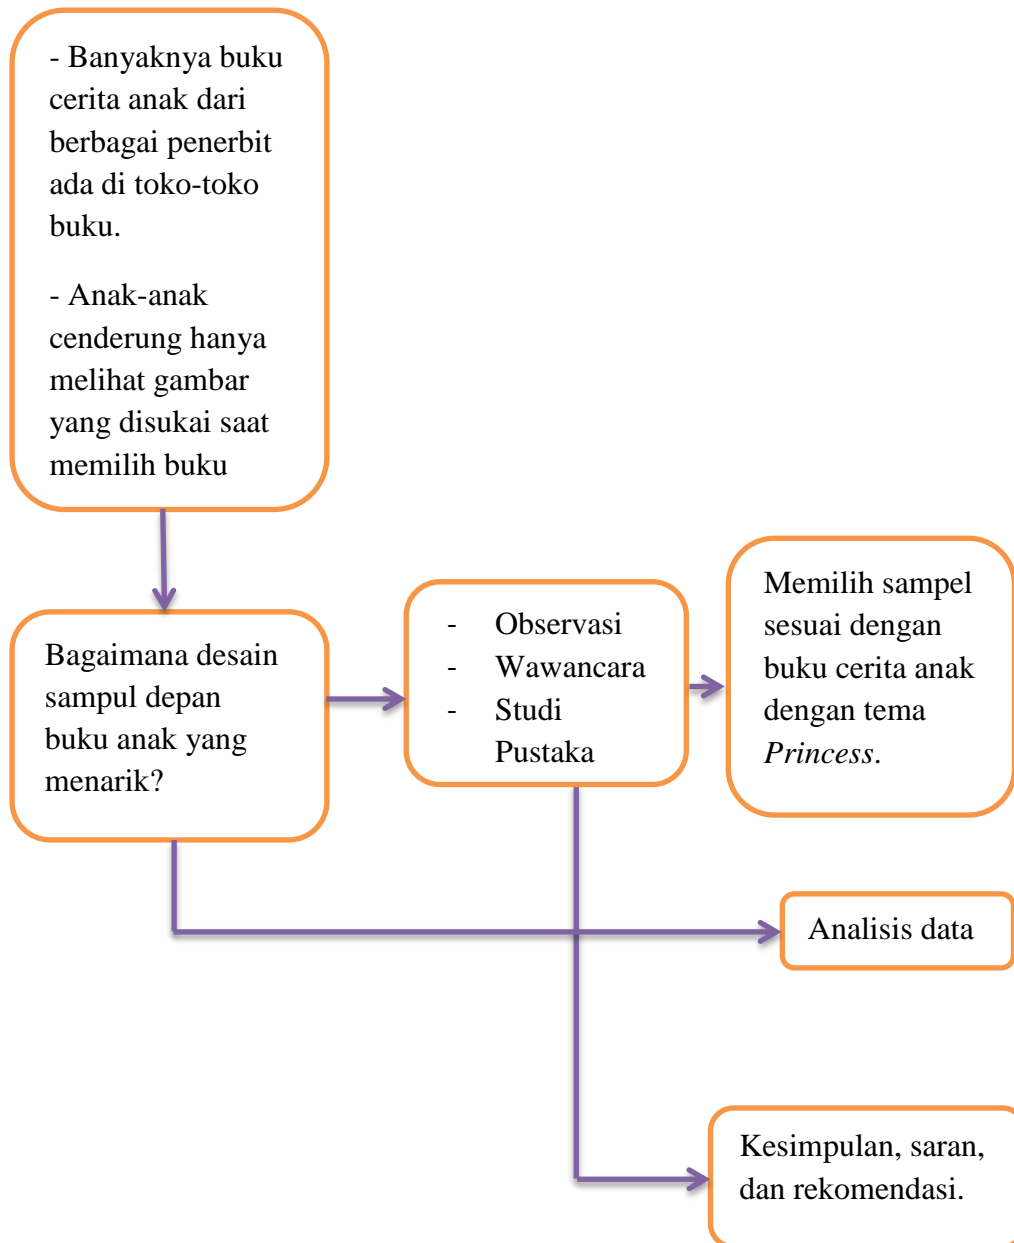 - Banyaknya buku
cerita anak dari
berbagai penerbit
ada di toko-toko
buku.
- Anak-anak
cenderung hanya
melihat gambar
yang disukai saat
memilih buku
Bagaimana desain
sampul depan
buku anak yang
menarik?
- Observasi
- Wawancara
- Studi
Pustaka
Memilih sampel
sesuai dengan
buku cerita anak
dengan tema
Princess.
Analisis data
Kesimpulan, saran,
dan rekomendasi.